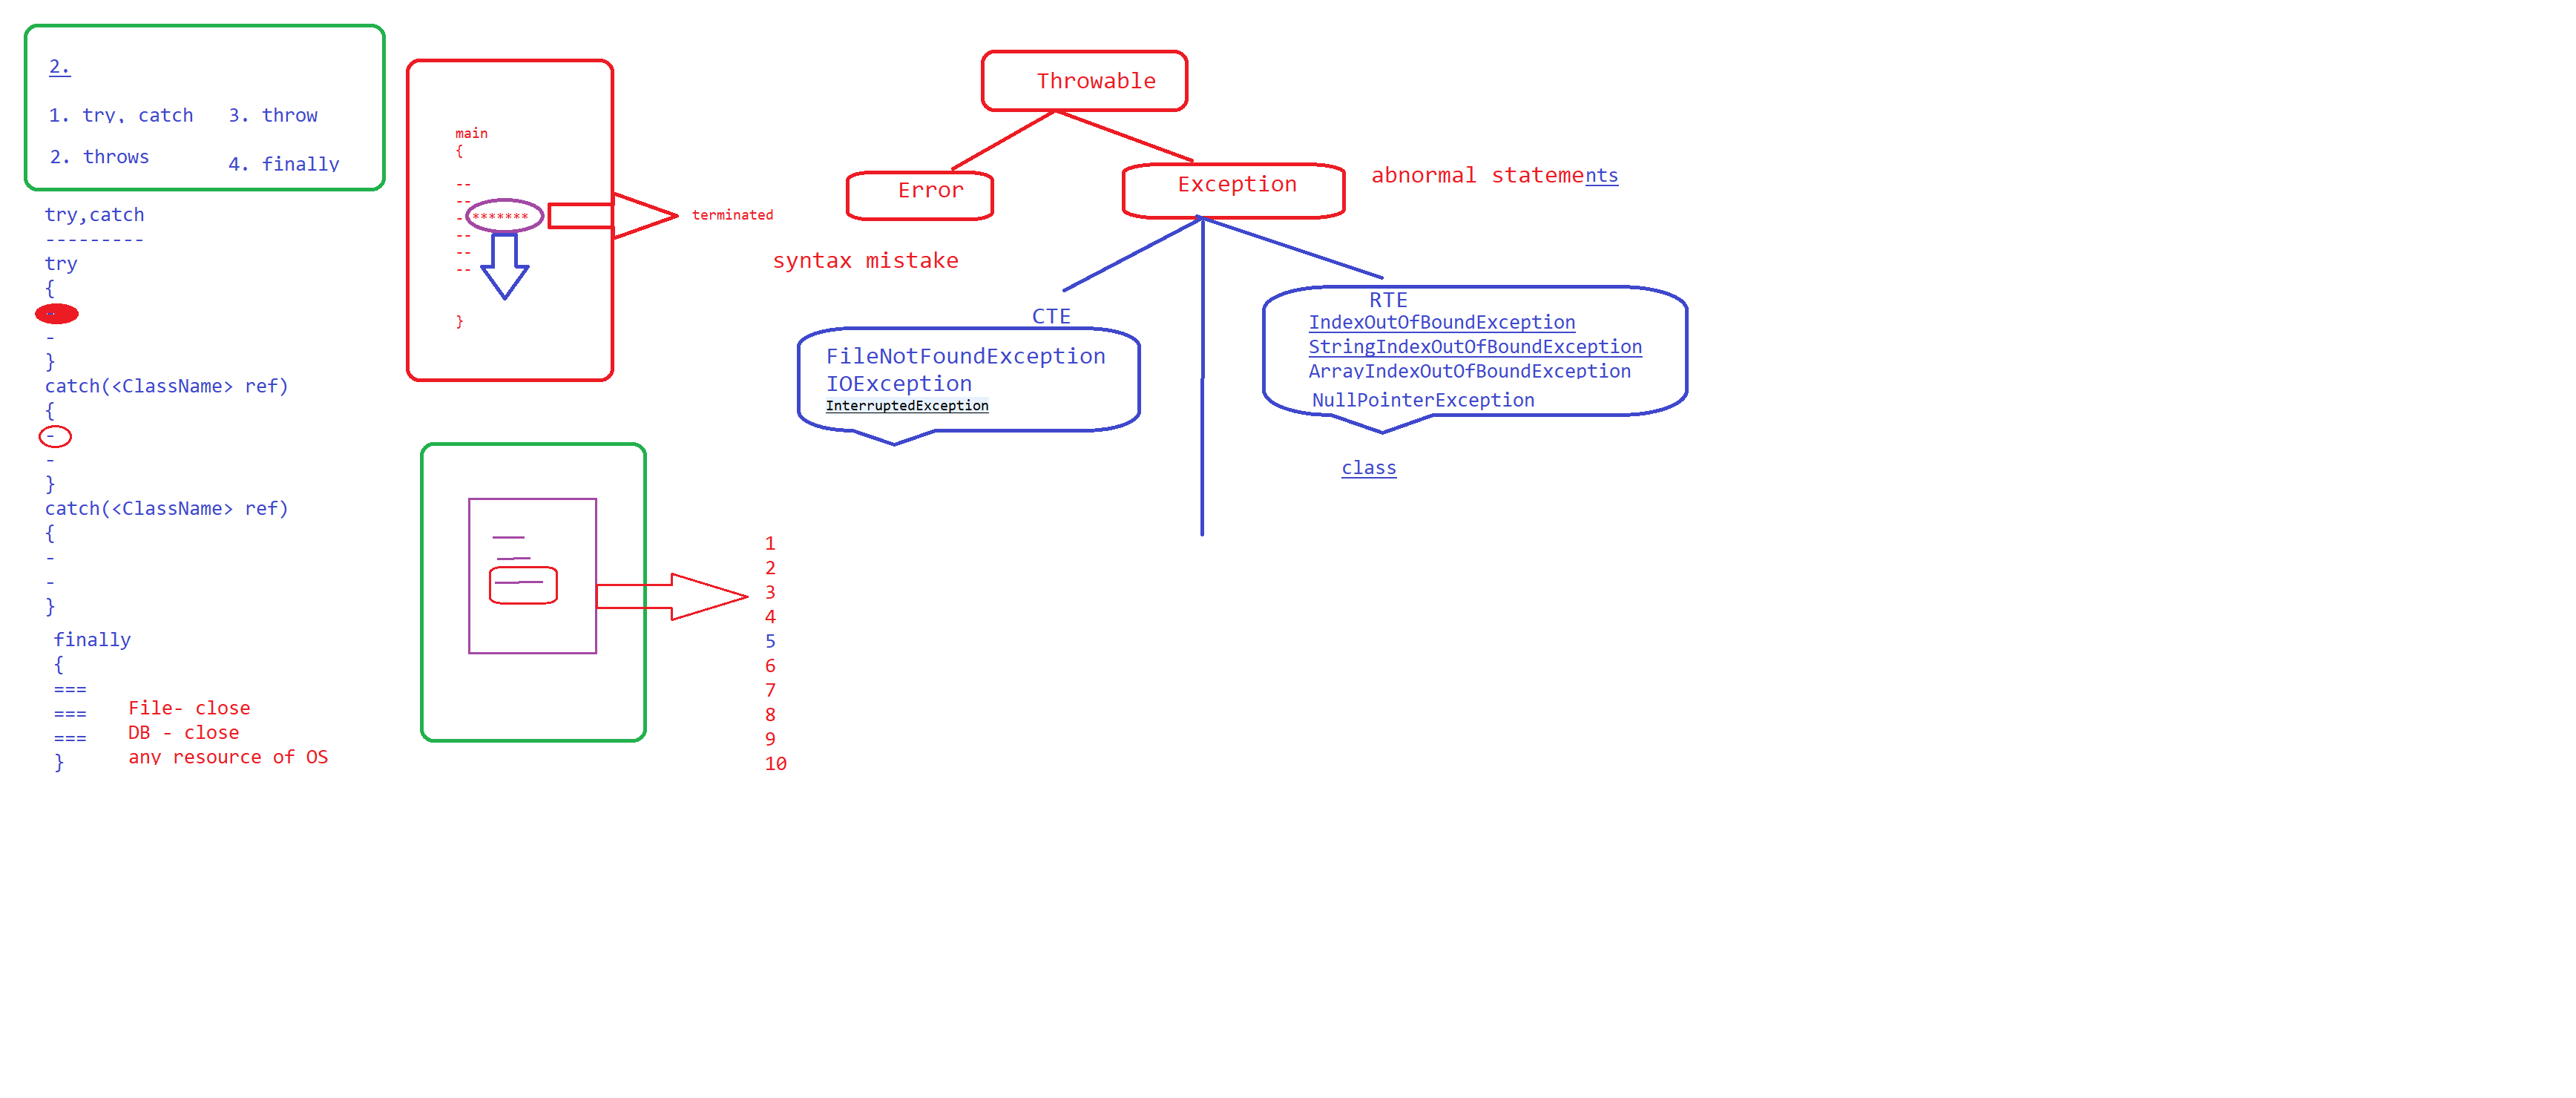 2.
1. try, catch
2. throws
3. throw
4. finally
try,catch
---------
try
{
-
}
catch(<ClassName> ref)
{
-
-
}
catch(<ClassName> ref)
{
-
-
}
finally
{
===
===
===
}
File- close
DB - close
any resource of OS
main
{
--
--
-*******
--
--
--
}
terminated
Throwable
Error
Exception
abnormal statements
syntax mistake
CTE
FileNotFoundException
IOException
InterruptedException
RTE
IndexOutOfBoundException
StringIndexOutOfBoundException
ArrayIndexOutOfBoundException
NullPointerException
class
1
2
3
4
5
6
7
8
9
10